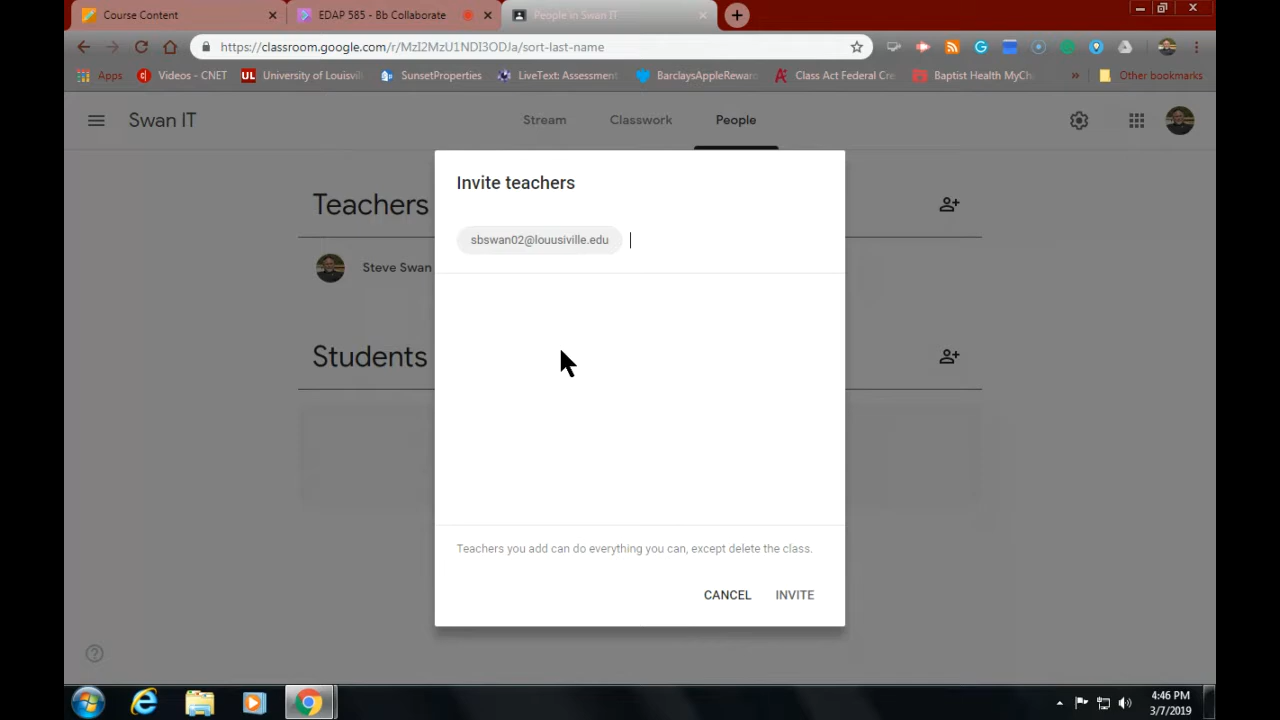 Course Content
EDAP 585 - Bb Collaborate
People in Swan IT
https://classroom.google.com/r/MzI2MzU1NDI3ODJa/sort-last-name
Apps
Videos - CNET
UL
University of Louisvil
SunsetProperties
LiveText: Assessment
BarclaysAppleRewar
Class Act Federal Cre
Baptist Health MyCh
»
Other bookmarks
Swan IT
Stream
Classwork
People
Invite teachers
Teachers
sbswan02@louusiville.edu
Steve Swan
Students
Teachers you add can do everything you can, except delete the class.
CANCEL
INVITE
4:46 PM
3/7/2019